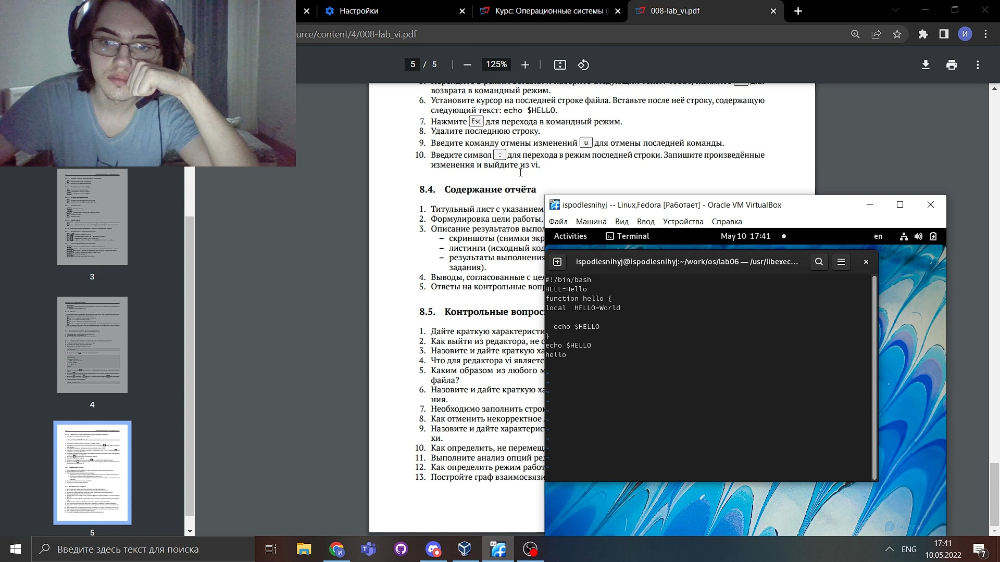 Настройки
Курс: Операционные системы (
008-lab_vi.pdf
urce/content/4/008-lab_vi.pdf
И
5 / 5
125%
возврата в командный режим.
6. Установите курсор на последней строке файла. Вставьте после неё строку, содержащую
следующий текст: echo $HELLO.
7. Нажмите Esc для перехода в командный режим.
8. Удалите последнюю строку.
9. Введите команду отмены изменений u для отмены последней команды.
10. Введите символ : для перехода в режим последней строки. Запишите произведённые
изменения и выйдите из vi.
8.4. Содержание отчёта
1. Титульный лист с указанием
2. Формулировка цели работы.
3. Описание результатов выпол
– скриншоты (снимки экр
– листинги (исходный код
– результаты выполнения
задания).
4. Выводы, согласованные с цел
5. Ответы на контрольные вопр
8.5. Контрольные вопрос
1. Дайте краткую характеристи
2. Как выйти из редактора, не с
3. Назовите и дайте краткую ха
4. Что для редактора vi являетс
5. Каким образом из любого м
файла?
6. Назовите и дайте краткую ха
ния.
7. Необходимо заполнить строк
8. Как отменить некорректное
9. Назовите и дайте характерис
ки.
10. Как определить, не перемещ
11. Выполните анализ опций ред
12. Как определить режим работ
13. Постройте граф взаимосвязи
3
4
5
ispodlesnihyj -- Linux,Fedora [Работает] - Oracle VM VirtualBox
Файл Машина Вид Ввод Устройства Справка
Activities Terminal May 10 17:41 en
ispodlesnihyj@ispodlesnihyj:~/work/os/lab06 — /usr/libexec...
#!/bin/bash
HELL=Hello
function hello {
local  HELLO=World
  echo $HELLO
}
echo $HELLO
hello
~
~
~
~
~
~
~
~
~
~
~
fedora
Введите здесь текст для поиска
ENG
17:41
10.05.2022
7